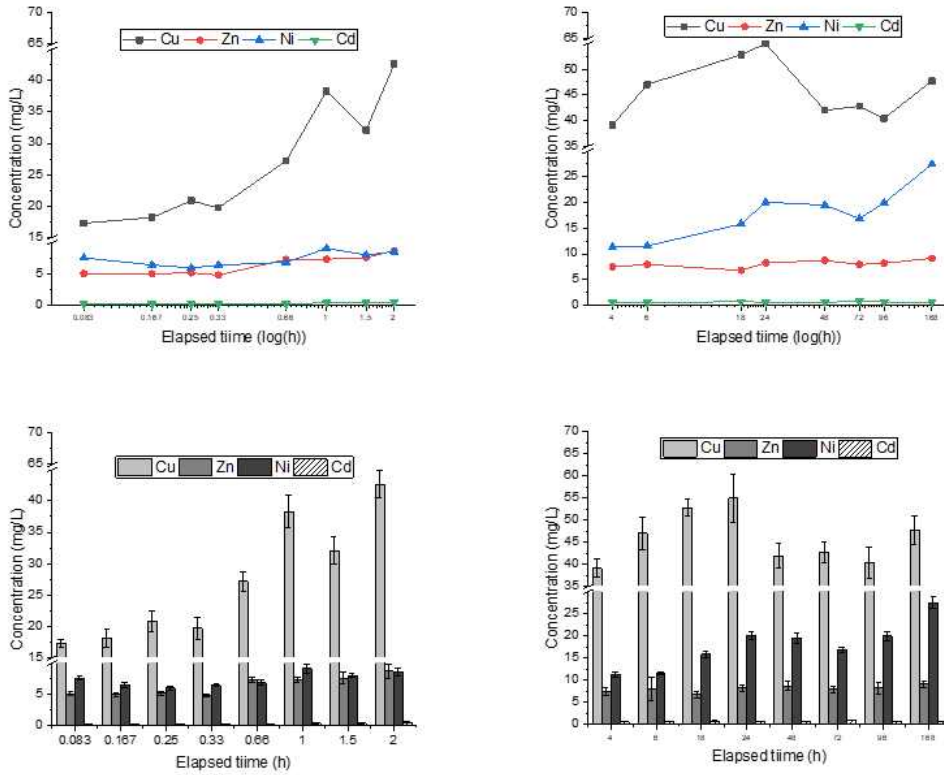 70
65
40
35
30
25
20
15
5
0
Concentration (mg/L)
Cu Zn Ni Cd
0.083 0.167 0.25 0.33 0.66 1 1.5 2
Elapsed tiime (log(h))
70
65
50
45
40
35
25
20
15
10
5
0
Concentration (mg/L)
Cu Zn Ni Cd
4 6 18 24 48 72 96 168
Elapsed tiime (log(h))
70
65
40
35
30
25
20
15
5
0
Concentration (mg/L)
Cu Zn Ni Cd
0.083 0.167 0.25 0.33 0.66 1 1.5 2
Elapsed tiime (h)
70
65
60
55
50
45
40
35
25
20
15
10
5
0
Concentration (mg/L)
Cu Zn Ni Cd
4 6 18 24 48 72 96 168
Elapsed tiime (h)